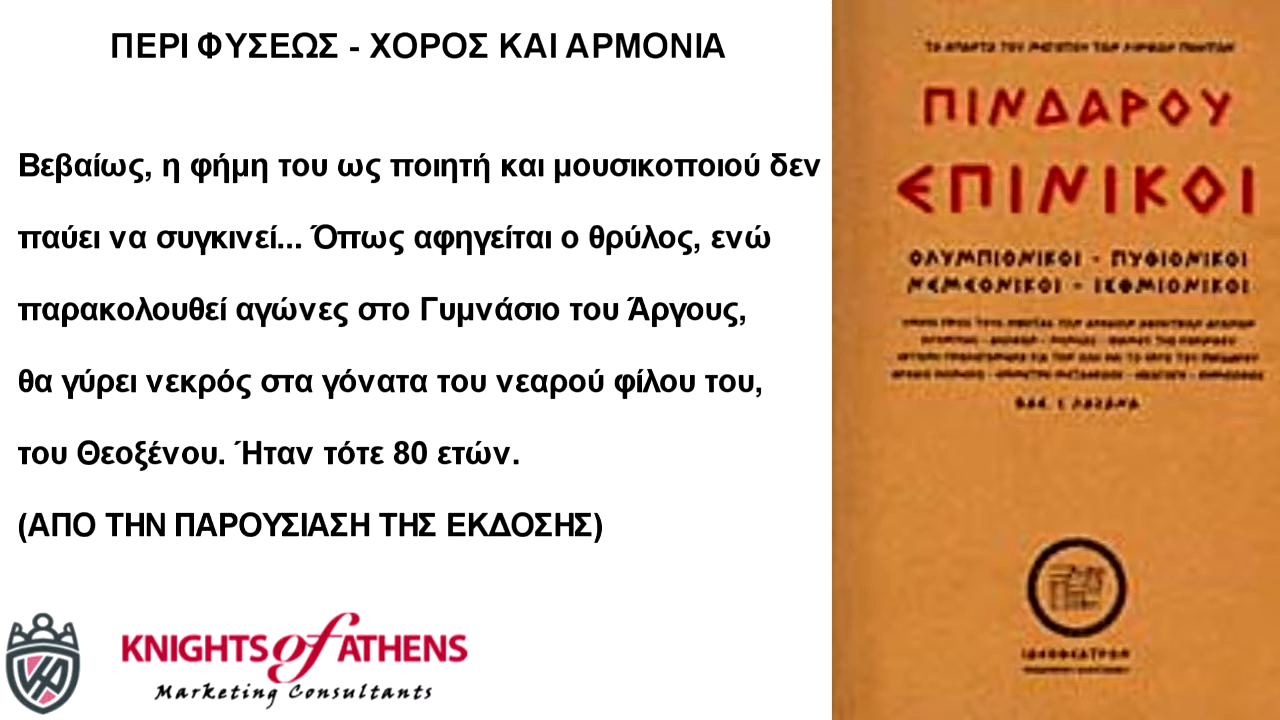 ΠΕΡΙ ΦΥΣΕΩΣ - ΧΟΡΟΣ ΚΑΙ ΑΡΜΟΝΙΑ
Βεβαίως, η φήμη του ως ποιητή και μουσικοποιού δεν
παύει να συγκινεί... Όπως αφηγείται ο θρύλος, ενώ
παρακολουθεί αγώνες στο Γυμνάσιο του Άργους,
θα γύρει νεκρός στα γόνατα του νεαρού φίλου του,
του Θεοξένου. Ήταν τότε 80 ετών.
(ΑΠΟ ΤΗΝ ΠΑΡΟΥΣΙΑΣΗ ΤΗΣ ΕΚΔΟΣΗΣ)
KNIGHTS of ATHENS
Marketing Consultants
ΠΙΝΔΑΡΟΥ
ΕΠΙΝΙΚΟΙ
ΟΛΥΜΠΙΟΝΙΚΟΙ - ΠΥΘΙΟΝΙΚΟΙ
ΝΕΜΕΟΝΙΚΟΙ - ΙΣΘΜΙΟΝΙΚΟΙ
ΙΔΕΟΘΕΑΤΡΟΝ